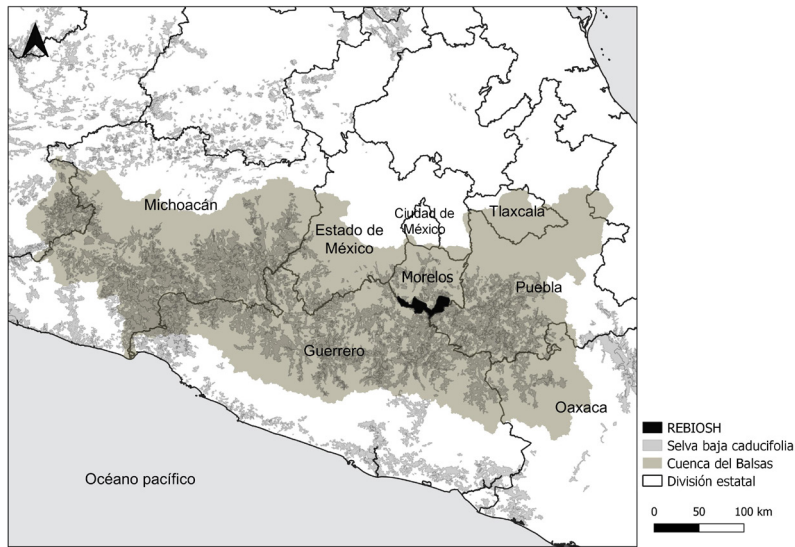 Michoacán
Estado de
México
Ciudad de
México
Tlaxcala
Morelos
Puebla
Guerrero
Oaxaca
Océano pacífico
REBIOSH
Selva baja caducifolia
Cuenca del Balsas
División estatal
0 50 100 km